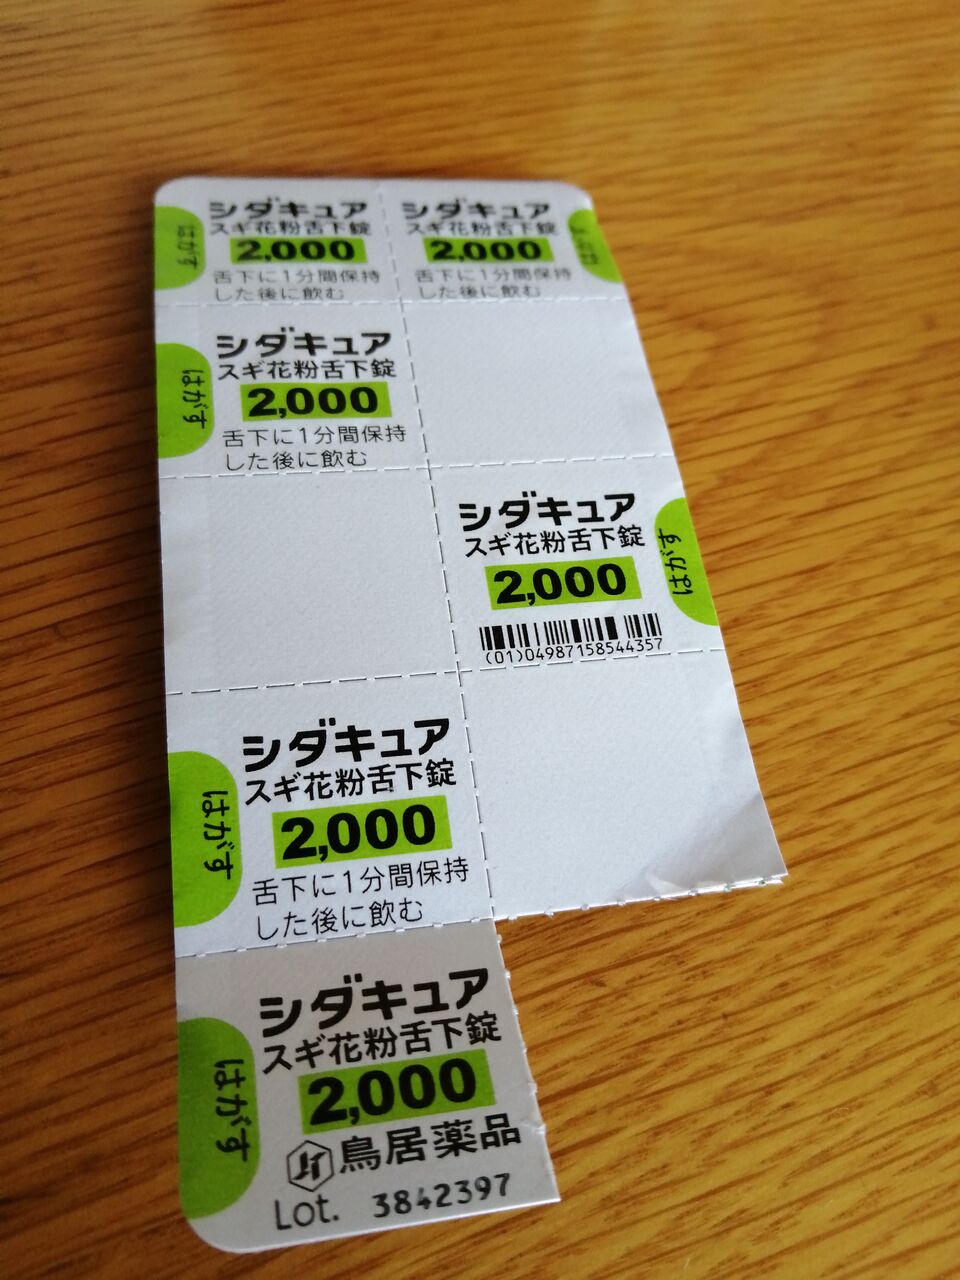 はがす
シダキュア
スギ花粉舌下錠
2,000
舌下に1分間保持
した後に飲む
シダキュア
スギ花粉舌下錠
2,000
舌下に1分間保持
した後に飲む
はがす
はがす
シダキュア
スギ花粉舌下錠
2,000
舌下に1分間保持
した後に飲む
シダキュア
スギ花粉舌下錠
2,000
(01)04987158544357
はがす
はがす
シダキュア
スギ花粉舌下錠
2,000
舌下に1分間保持
した後に飲む
はがす
シダキュア
スギ花粉舌下錠
2,000
JT 鳥居薬品
Lot. 3842397